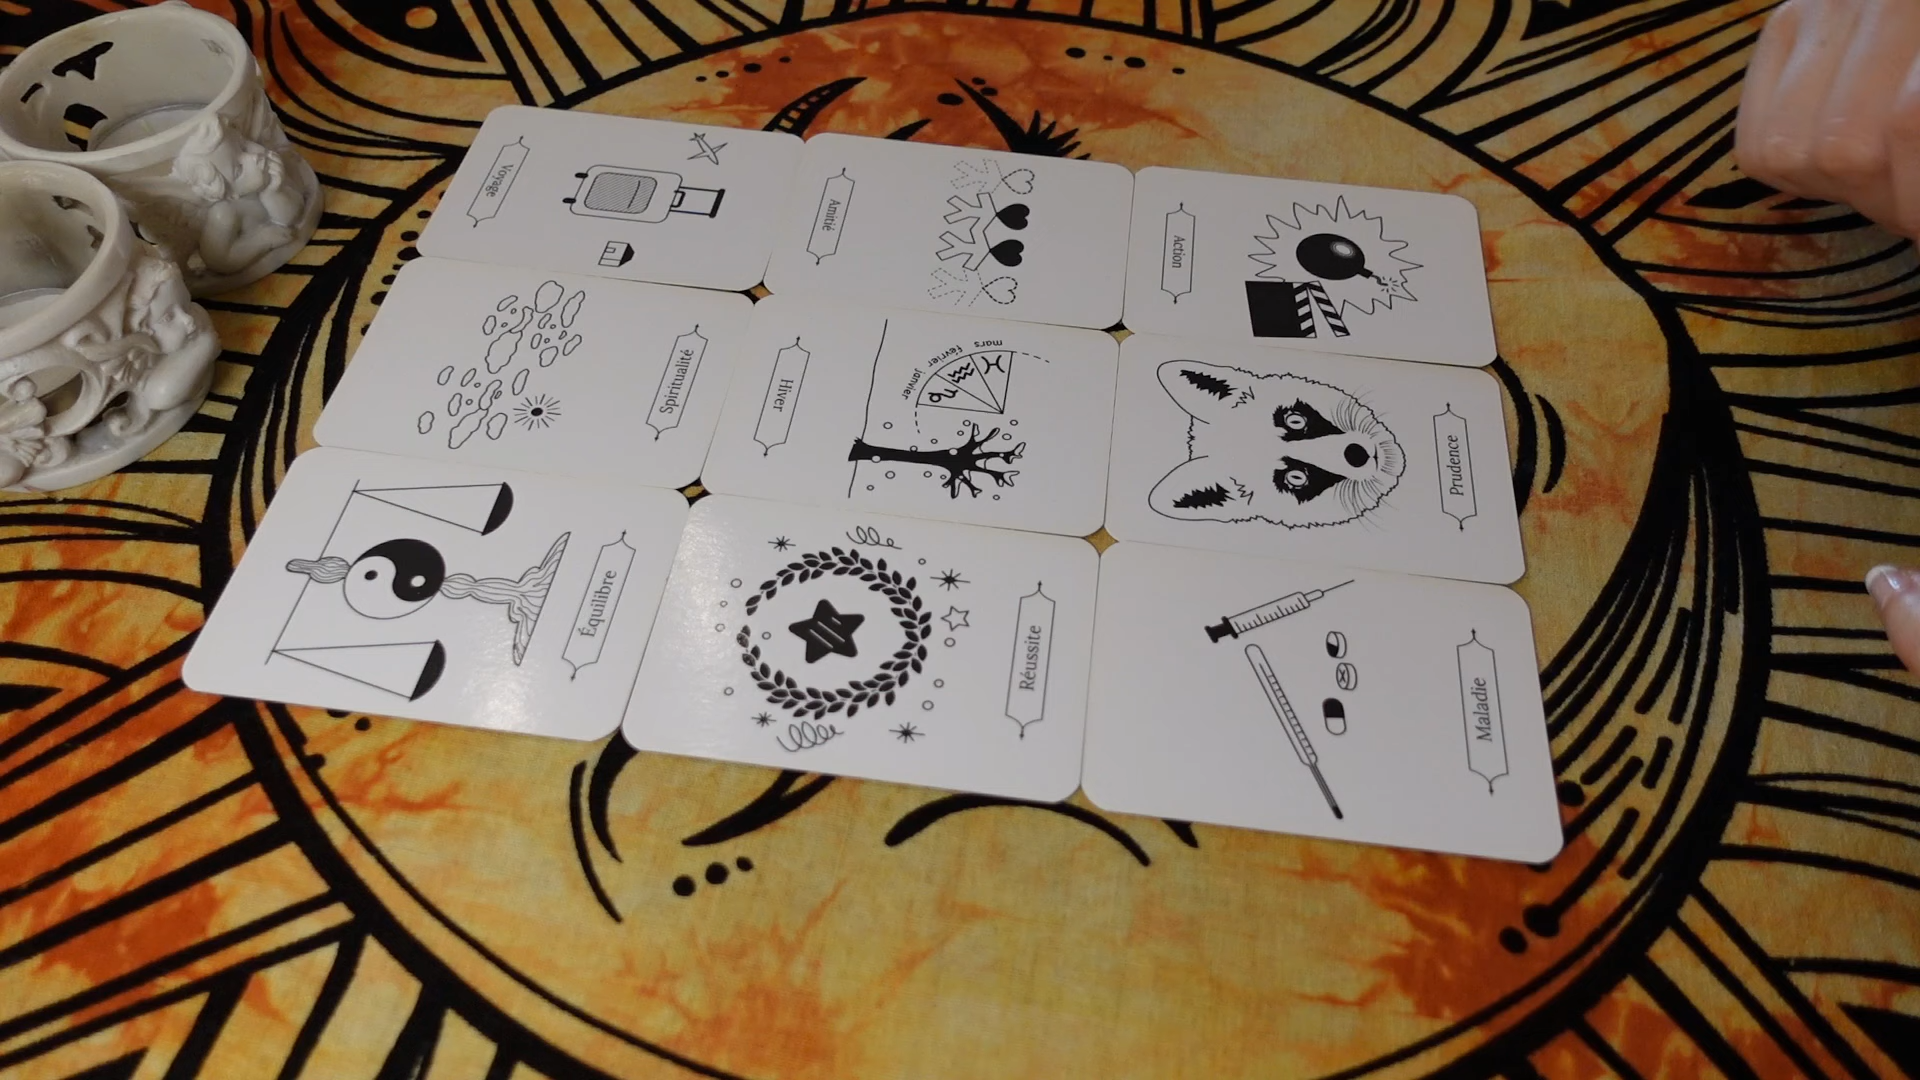 Voyage
Amitié
Action
Spiritualité
Hiver
janvier
février
mars
Prudence
Équilibre
Réussite
Maladie